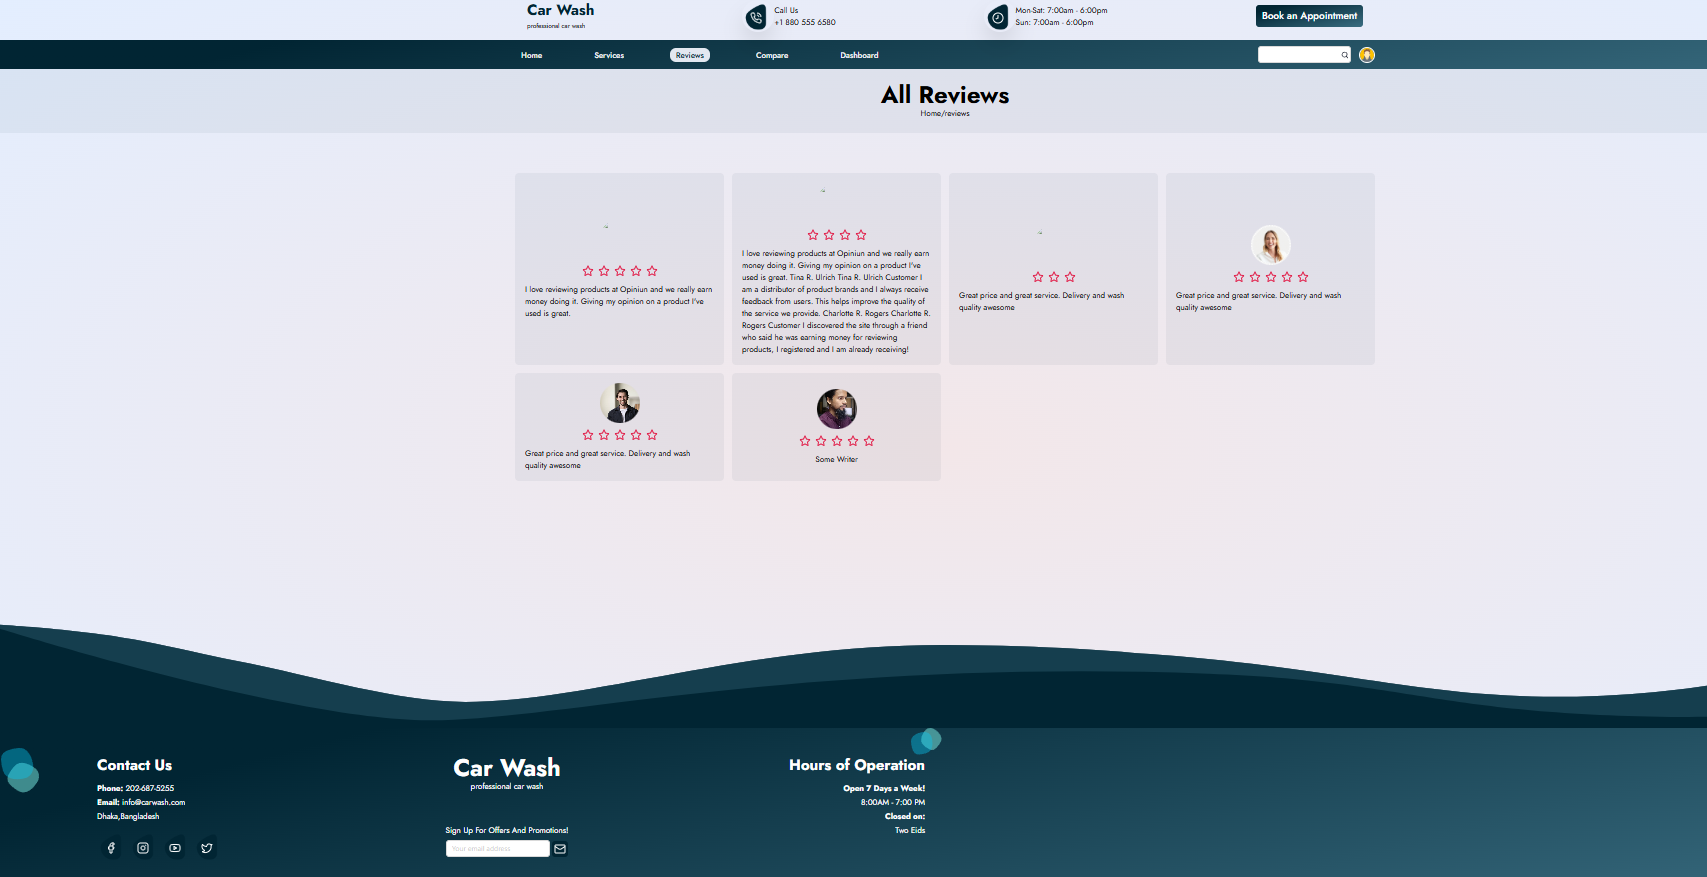 Car Wash
professional car wash
Call Us
+1 880 555 6580
Mon-Sat: 7:00am - 6:00pm
Sun: 7:00am - 6:00pm
Book an Appointment
Home
Services
Reviews
Compare
Dashboard
All Reviews
Home/reviews
I love reviewing products at Opiniun and we really earn
money doing it. Giving my opinion on a product I've
used is great.
I love reviewing products at Opiniun and we really earn
money doing it. Giving my opinion on a product I've
used is great. Tina R. Ulrich Tina R. Ulrich Customer I
am a distributor of product brands and I always receive
feedback from users. This helps improve the quality of
the service we provide. Charlotte R. Rogers Charlotte R.
Rogers Customer I discovered the site through a friend
who said he was earning money for reviewing
products, I registered and I am already receiving!
Great price and great service. Delivery and wash
quality awesome
Great price and great service. Delivery and wash
quality awesome
Great price and great service. Delivery and wash
quality awesome
Some Writer
Contact Us
Phone: 202-687-5255
Email: info@carwash.com
Dhaka,Bangladesh
Car Wash
professional car wash
Sign Up For Offers And Promotions!
Your email address
Hours of Operation
Open 7 Days a Week!
8:00AM - 7:00 PM
Closed on:
Two Eids